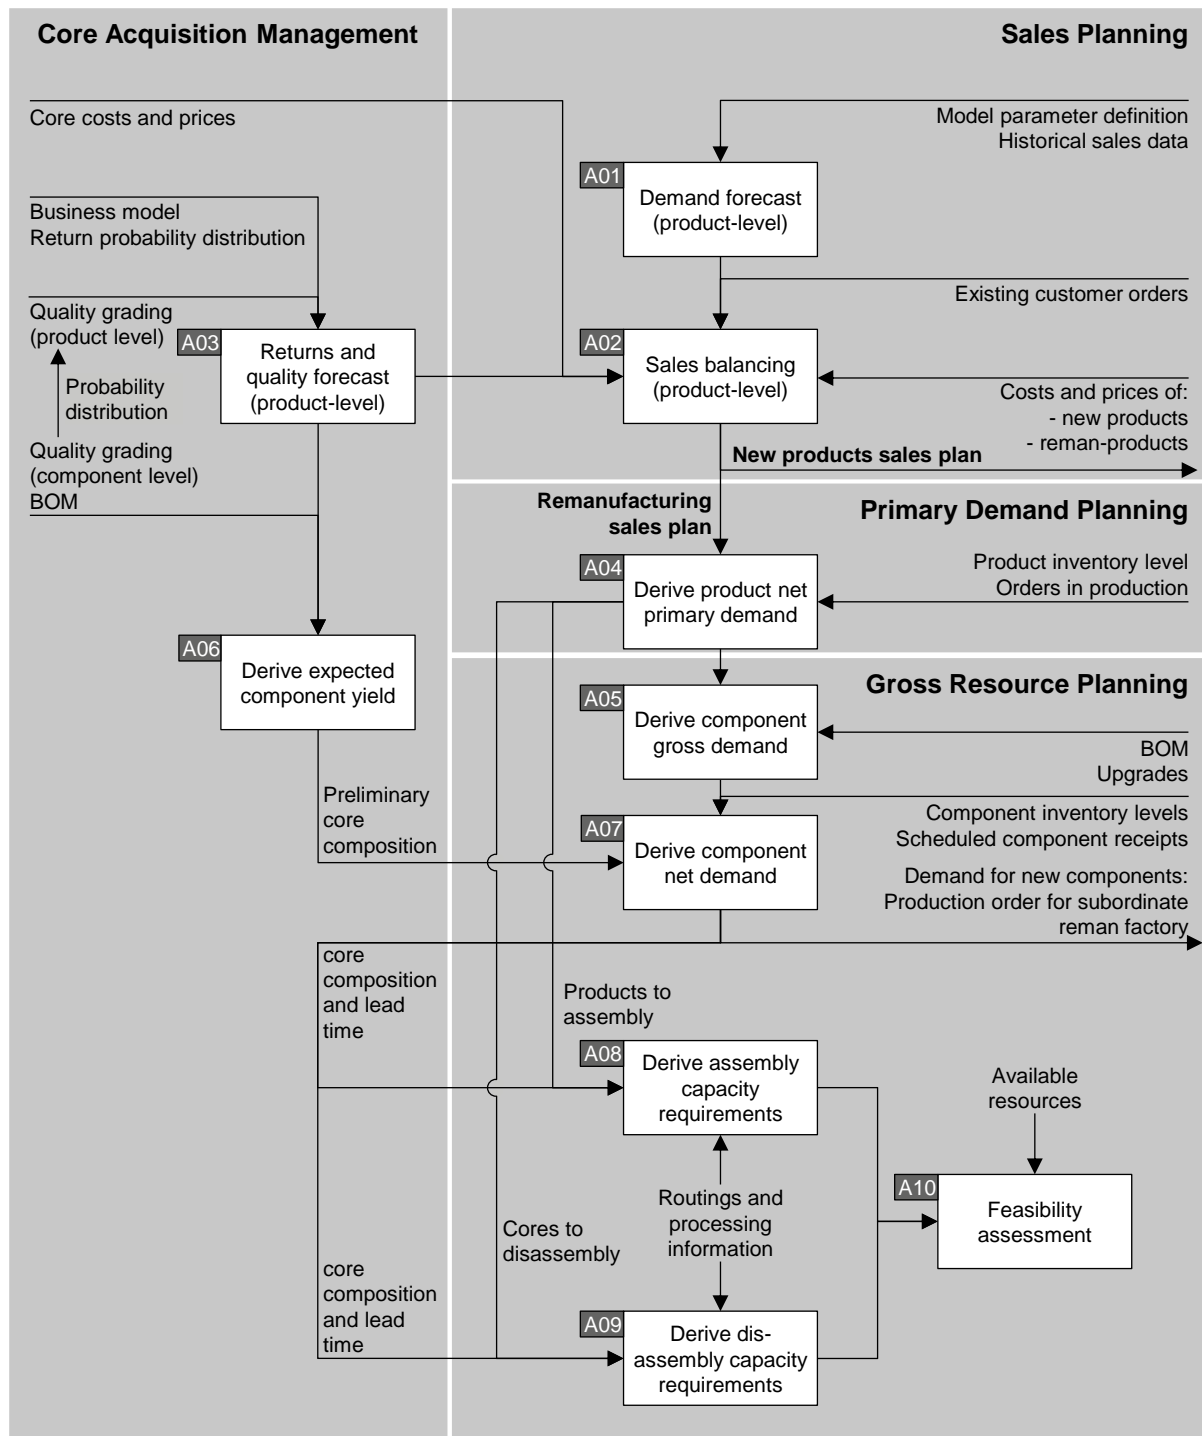 Core Acquisition Management
Sales Planning
Core costs and prices
Model parameter definition
Historical sales data
A01
Demand forecast
(product-level)
Business model
Return probability distribution
Existing customer orders
Quality grading
(product level)
A03
Returns and
quality forecast
(product-level)
A02
Sales balancing
(product-level)
Probability
distribution
Costs and prices of:
- new products
- reman-products
Quality grading
(component level)
BOM
New products sales plan
Remanufacturing
sales plan
Primary Demand Planning
A04
Derive product net
primary demand
Product inventory level
Orders in production
A06
Derive expected
component yield
Gross Resource Planning
A05
Derive component
gross demand
BOM
Upgrades
Preliminary
core
composition
A07
Derive component
net demand
Component inventory levels
Scheduled component receipts
Demand for new components:
Production order for subordinate
reman factory
core
composition
and lead
time
Products to
assembly
A08
Derive assembly
capacity
requirements
Available
resources
A10
Feasibility
assessment
Routings and
processing
information
Cores to
disassembly
core
composition
and lead
time
A09
Derive dis-
assembly capacity
requirements